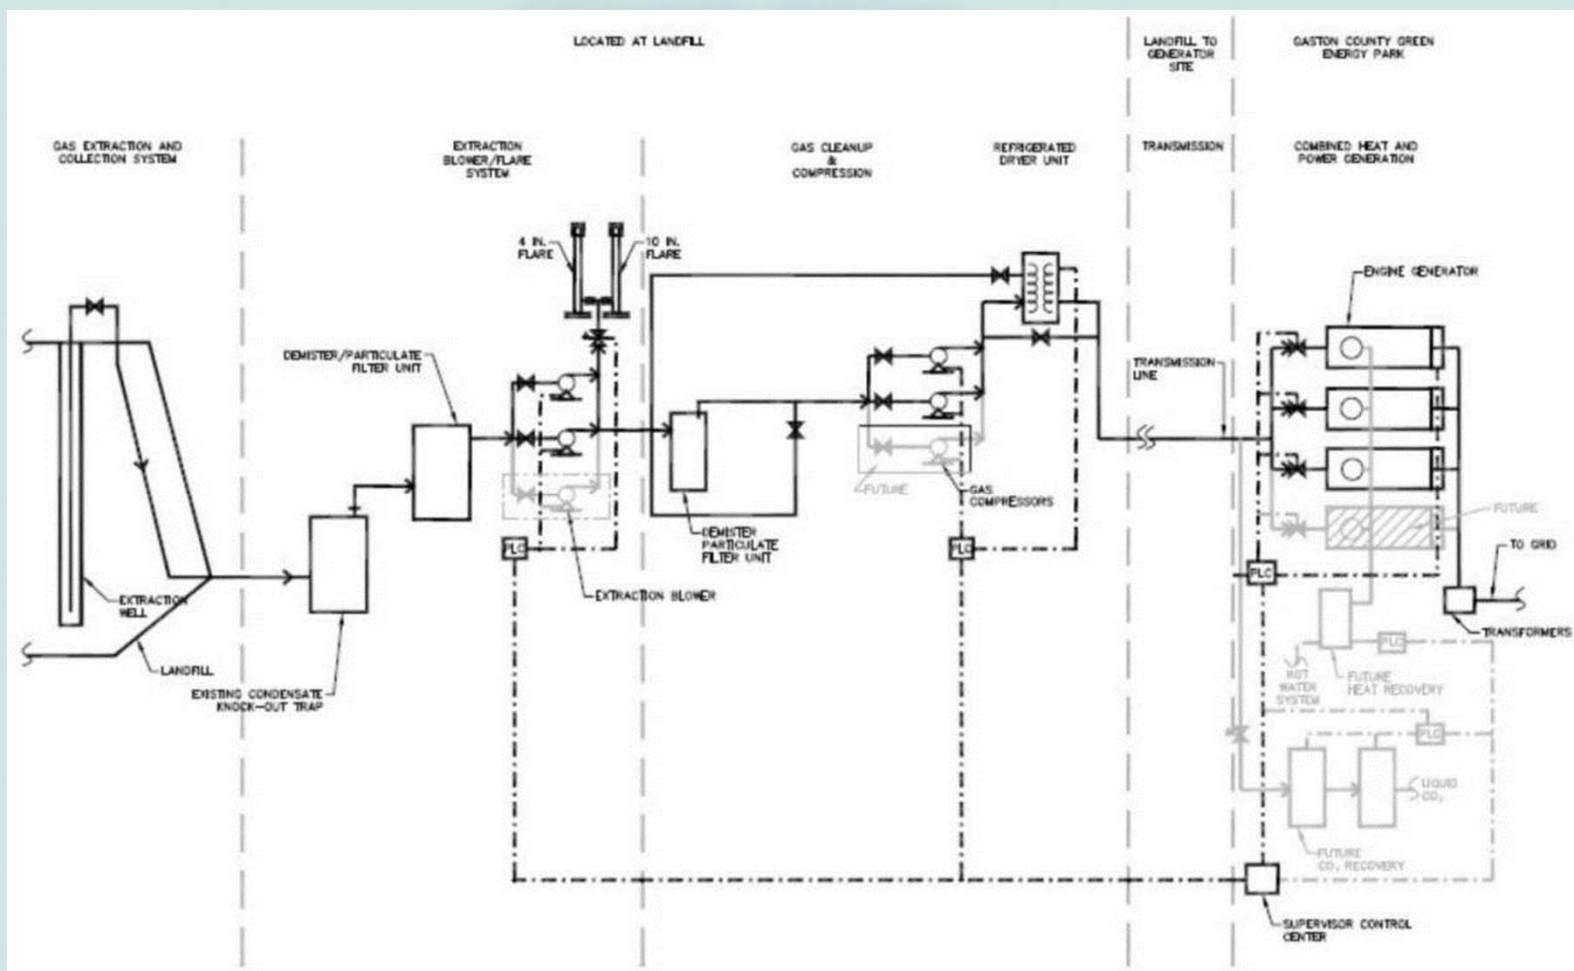 LOCATED AT LANDFILL
LANDFILL TO
GENERATOR
SITE
GASTON COUNTY GREEN
ENERGY PARK
GAS EXTRACTION AND
COLLECTION SYSTEM
EXTRACTION
BLOWER/FLARE
SYSTEM
GAS CLEANUP
&
COMPRESSION
REFRIGERATED
DRYER UNIT
TRANSMISSION
COMBINED HEAT AND
POWER GENERATION
4 IN.
FLARE
10 IN.
FLARE
ENGINE GENERATOR
DEMISTER/PARTICULATE
FILTER UNIT
TRANSMISSION
LINE
FUTURE
GAS
COMPRESSORS
FUTURE
TO GRID
DEMISTER
PARTICULATE
FILTER UNIT
PLC
PLC
PLC
EXTRACTION
WELL
EXTRACTION BLOWER
TRANSFORMERS
LANDFILL
PLC
HOT
WATER
SYSTEM
FUTURE
HEAT RECOVERY
EXISTING CONDENSATE
KNOCK-OUT TRAP
PLC
LIQUID
CO₂
FUTURE
CO₂ RECOVERY
SUPERVISOR CONTROL
CENTER